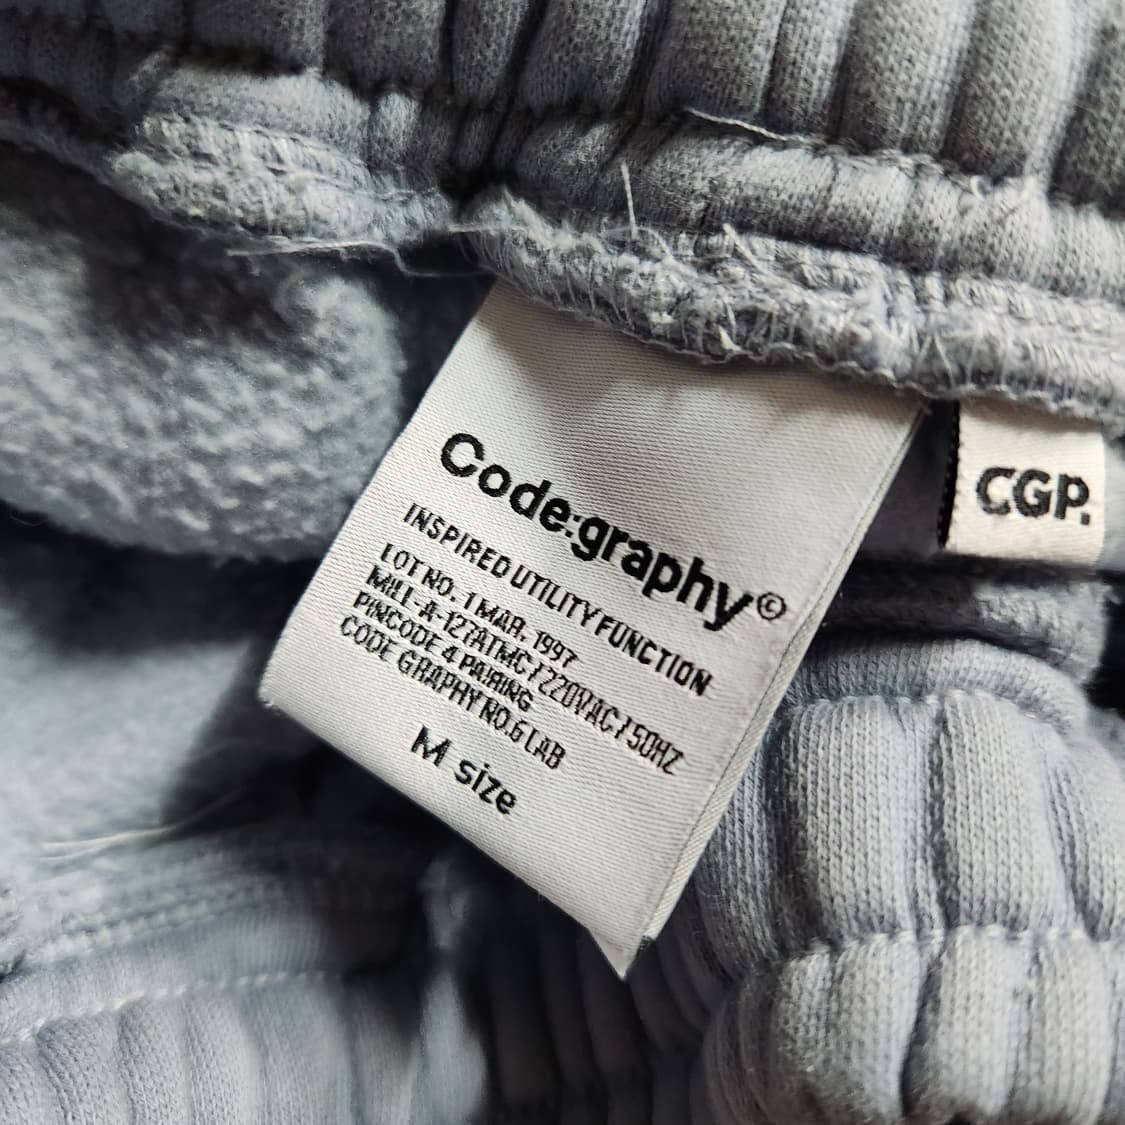 Code:graphy©
INSPIRED UTILITY FUNCTION
LOT NO. 1 MAR. 1997
MILL-A-127ATMC/220VAC/50HZ
PINCODE 4 PAIRING.
CODE GRAPHY NO.6 LAB
M size
CGP.